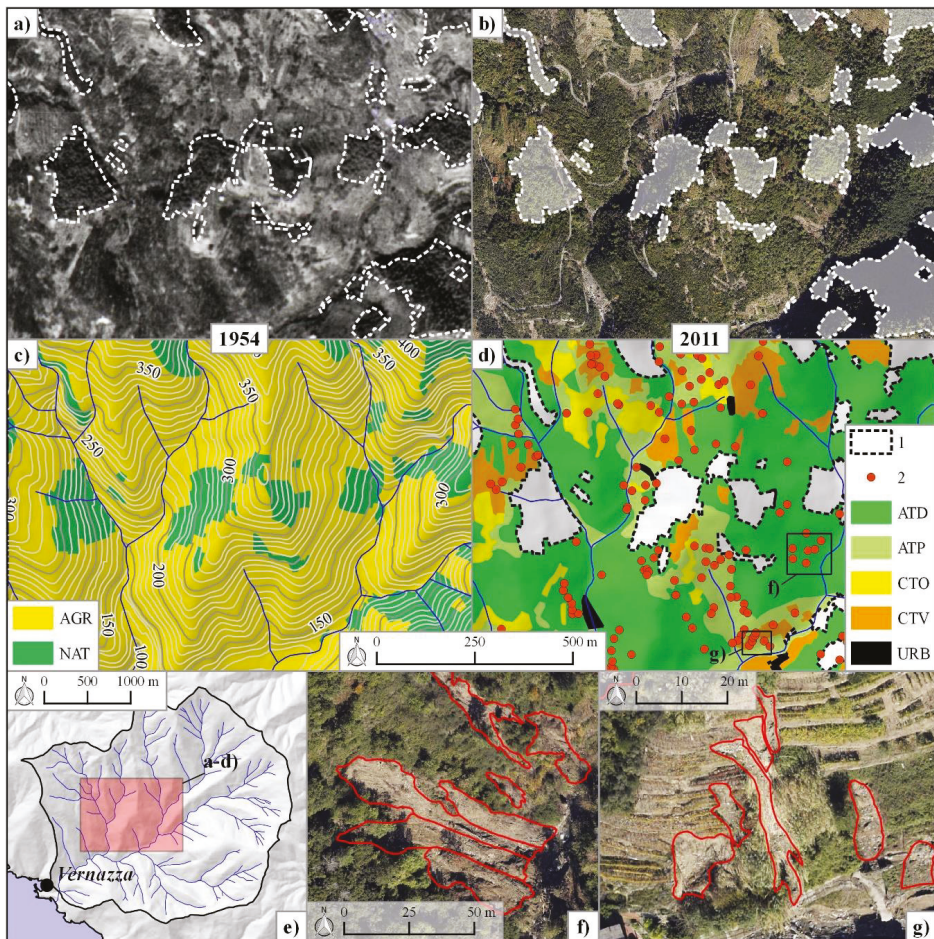 a)
b)
1954
2011
c)
350
350
350
400
250
300
300
300
200
150
150
150
100
AGR
NAT
0 250 500 m
d)
f)
g)
1
2
ATD
ATP
CTO
CTV
URB
0 500 1000 m
a-d)
Vernazza
e)
0 25 50 m
f)
0 10 20 m
g)